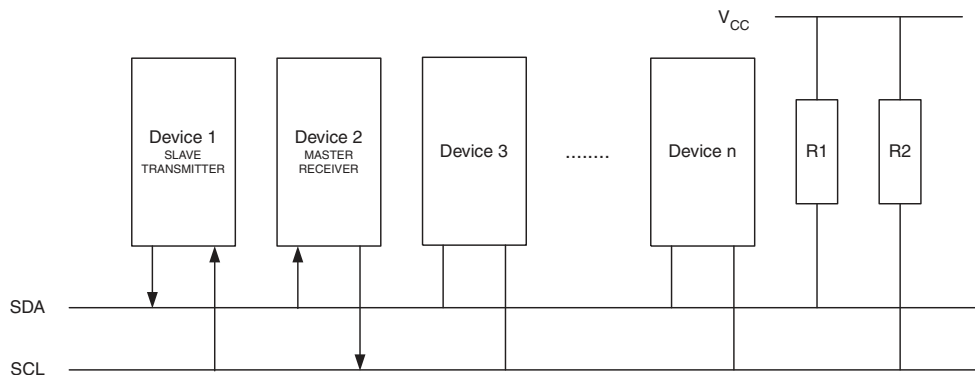 VCC
Device 1
SLAVE
TRANSMITTER
Device 2
MASTER
RECEIVER
Device 3
........
Device n
R1
R2
SDA
SCL